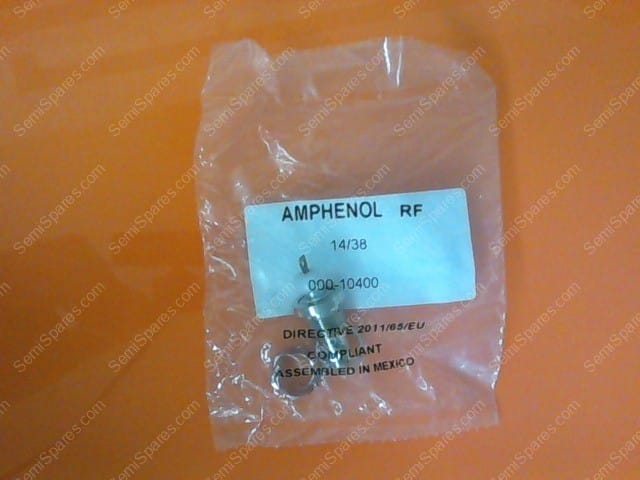 AMPHENOL RF
14/38
000-10400
DIRECTIVE 2011/65/EU
COMPLIANT
ASSEMBLED IN MEXICO
SemiSpares.com